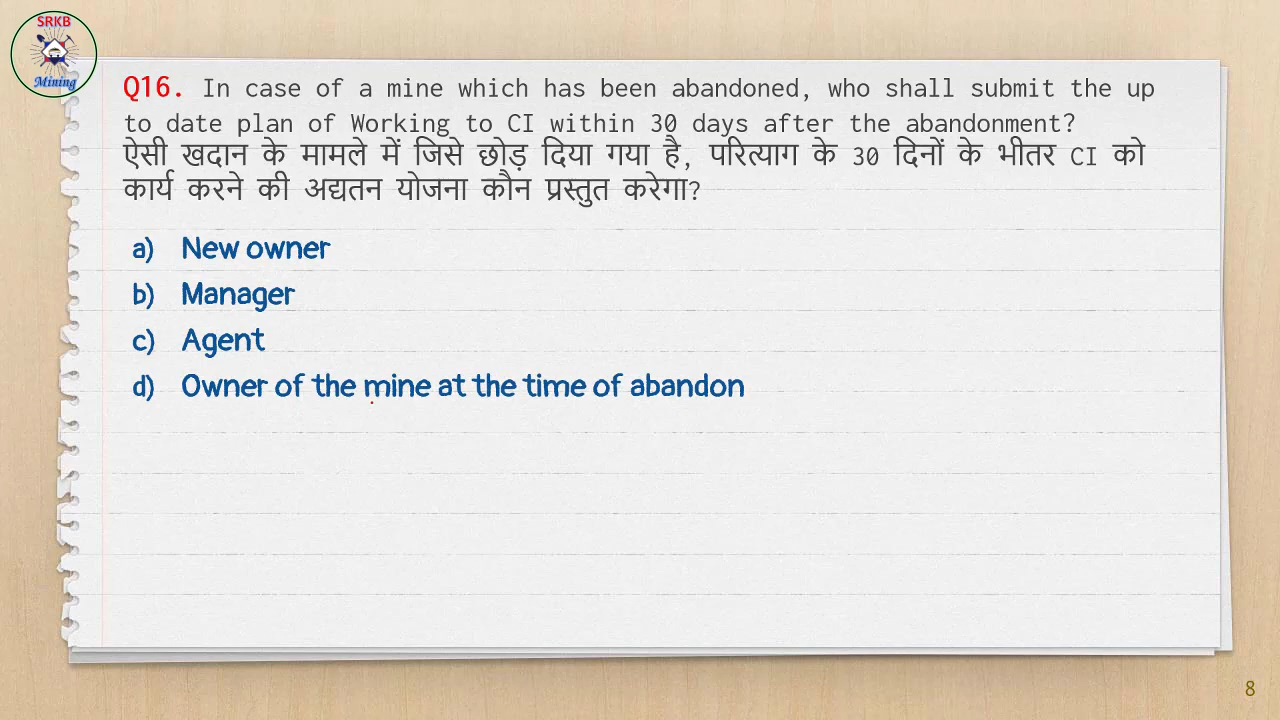 SRKB
Mining
Q16. In case of a mine which has been abandoned, who shall submit the up
to date plan of Working to CI within 30 days after the abandonment?
ऐसी खदान के मामले में जिसे छोड़ दिया गया है, परित्याग के 30 दिनों के भीतर CI को
कार्य करने की अद्यतन योजना कौन प्रस्तुत करेगा?
a) New owner
b) Manager
c) Agent
d) Owner of the mine at the time of abandon
8